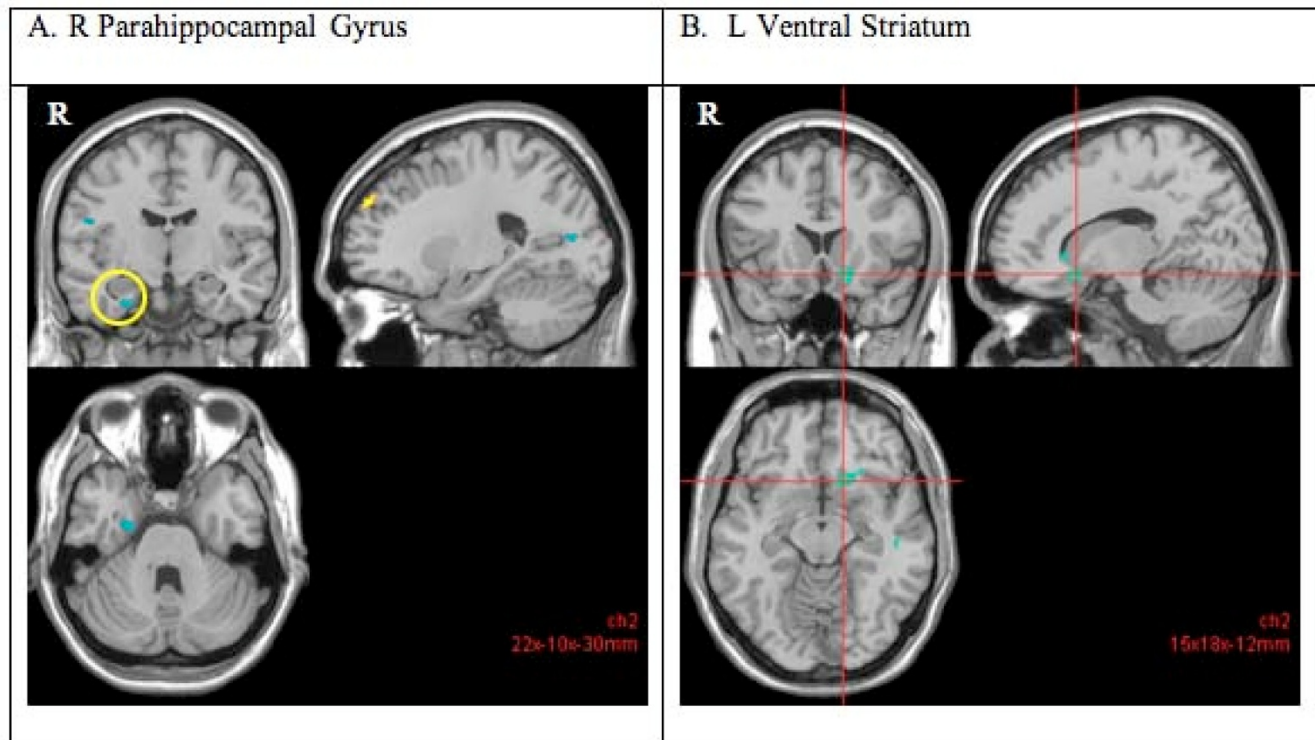 A. R Parahippocampal Gyrus
B. L Ventral Striatum
R
R
ch2
22x-10x-30mm
ch2
15x18x-12mm